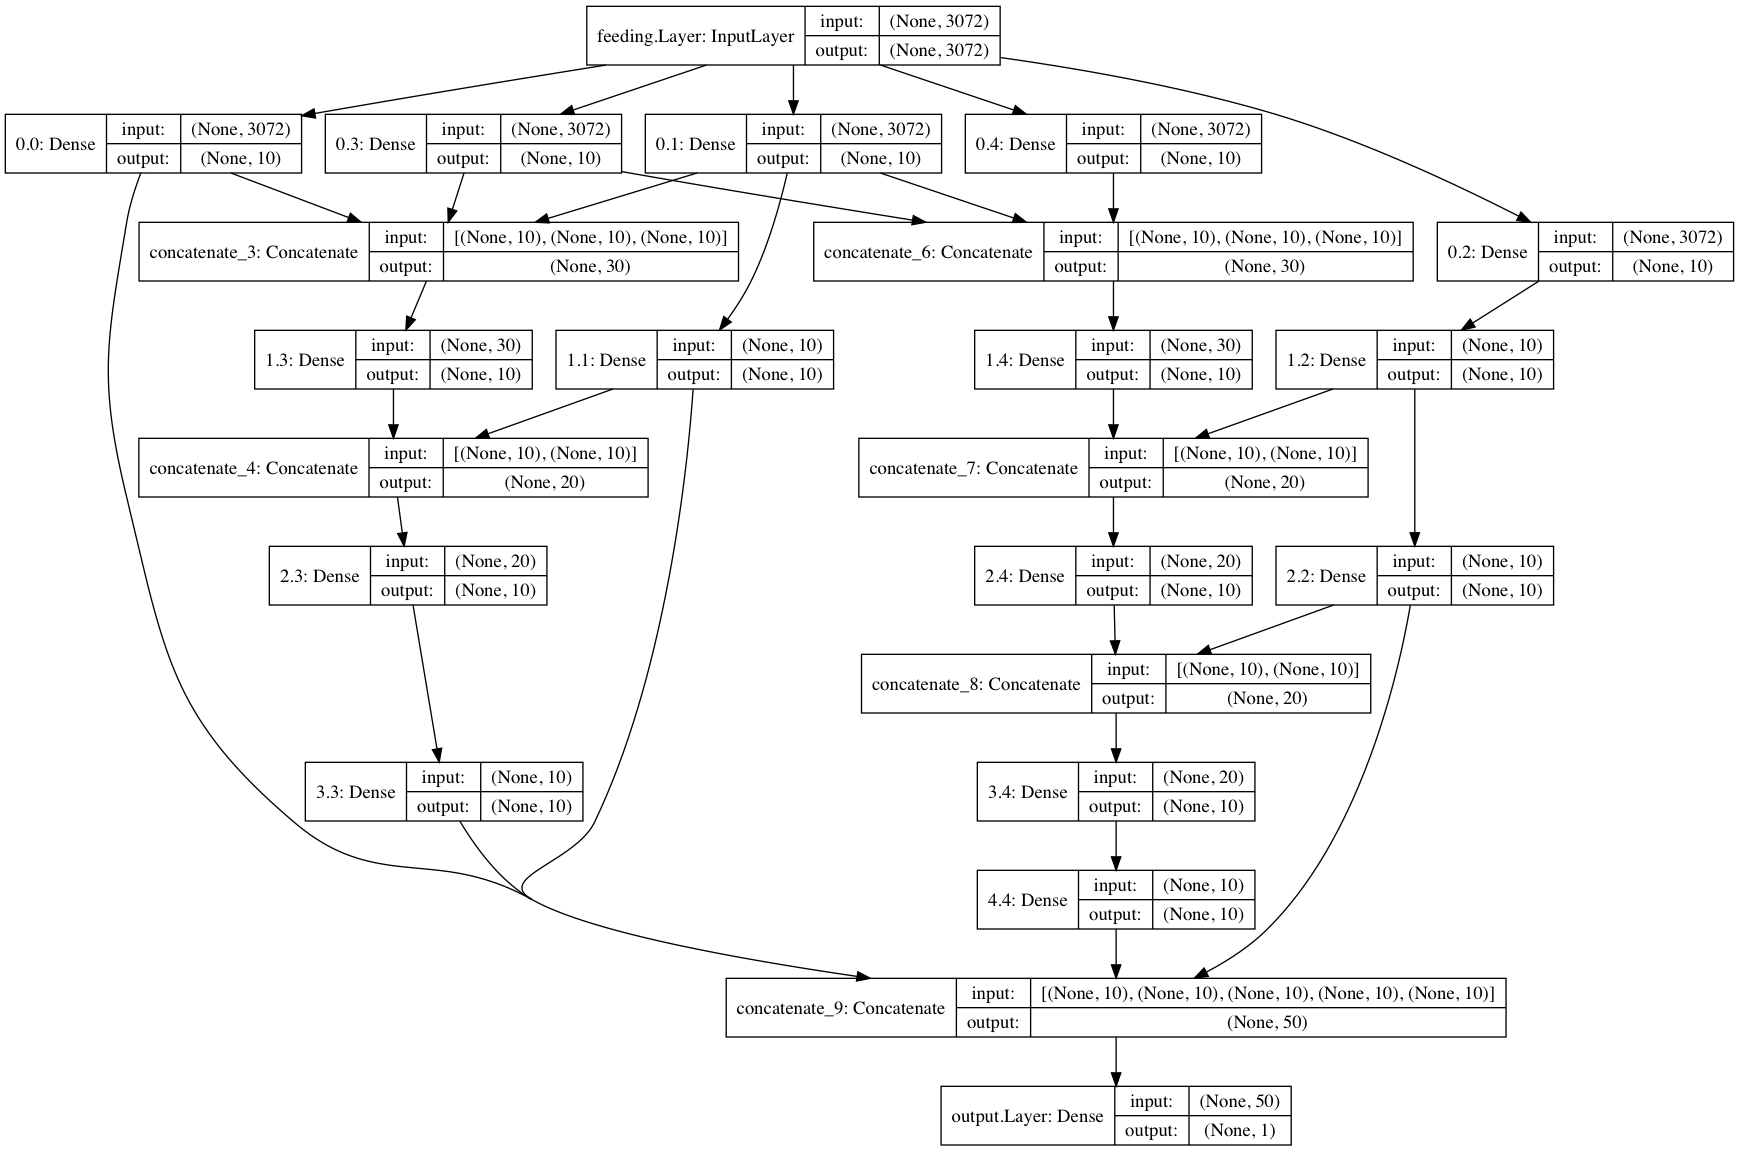 feeding.Layer: InputLayer
input: (None, 3072)
output: (None, 3072)
0.0: Dense
input: (None, 3072)
output: (None, 10)
0.3: Dense
input: (None, 3072)
output: (None, 10)
0.1: Dense
input: (None, 3072)
output: (None, 10)
0.4: Dense
input: (None, 3072)
output: (None, 10)
concatenate_3: Concatenate
input: [(None, 10), (None, 10), (None, 10)]
output: (None, 30)
concatenate_6: Concatenate
input: [(None, 10), (None, 10), (None, 10)]
output: (None, 30)
0.2: Dense
input: (None, 3072)
output: (None, 10)
1.3: Dense
input: (None, 30)
output: (None, 10)
1.1: Dense
input: (None, 10)
output: (None, 10)
1.4: Dense
input: (None, 30)
output: (None, 10)
1.2: Dense
input: (None, 10)
output: (None, 10)
concatenate_4: Concatenate
input: [(None, 10), (None, 10)]
output: (None, 20)
concatenate_7: Concatenate
input: [(None, 10), (None, 10)]
output: (None, 20)
2.3: Dense
input: (None, 20)
output: (None, 10)
2.4: Dense
input: (None, 20)
output: (None, 10)
2.2: Dense
input: (None, 10)
output: (None, 10)
concatenate_8: Concatenate
input: [(None, 10), (None, 10)]
output: (None, 20)
3.3: Dense
input: (None, 10)
output: (None, 10)
3.4: Dense
input: (None, 20)
output: (None, 10)
4.4: Dense
input: (None, 10)
output: (None, 10)
concatenate_9: Concatenate
input: [(None, 10), (None, 10), (None, 10), (None, 10), (None, 10)]
output: (None, 50)
output.Layer: Dense
input: (None, 50)
output: (None, 1)